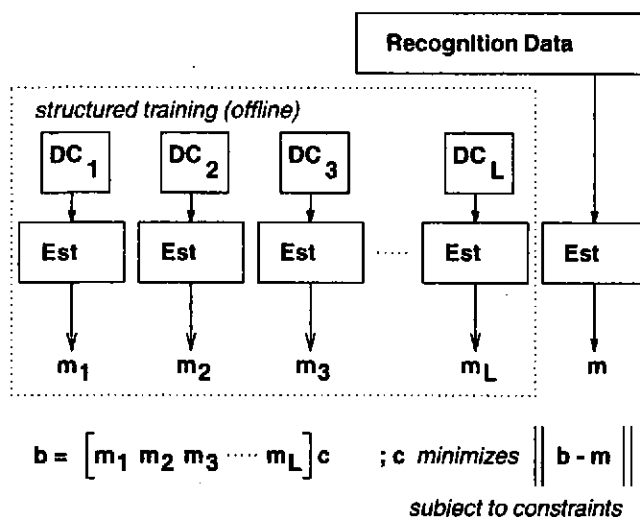 Recognition Data
structured training (offline)
DC1 DC2 DC3 DCL
Est Est Est ····· Est Est
m1 m2 m3 mL m
b = [m1 m2 m3 ····· mL] c ; c minimizes || b - m ||
subject to constraints